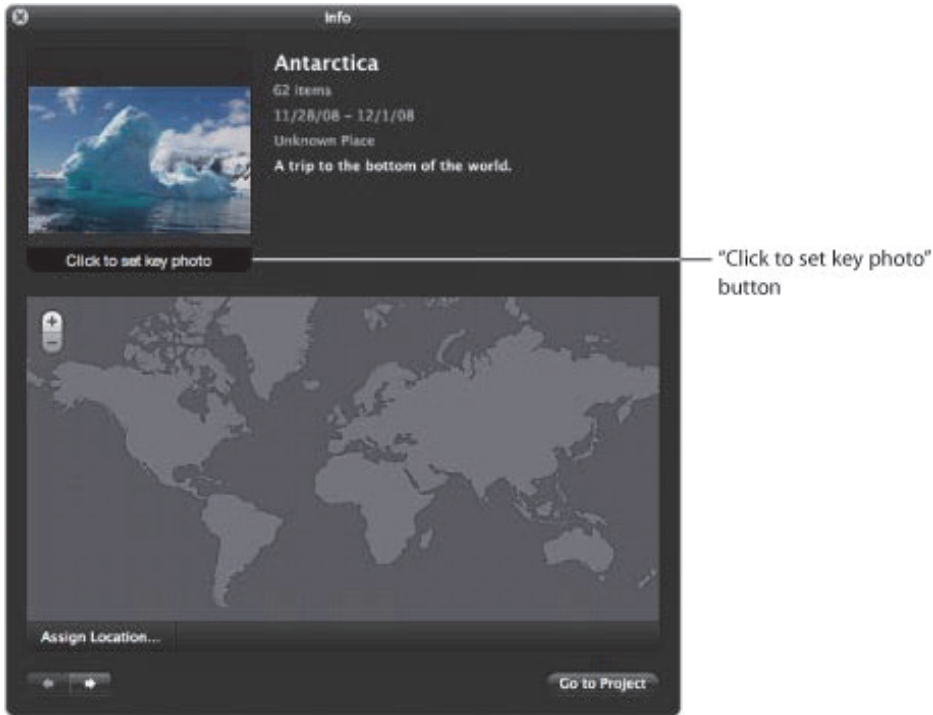 Info
Antarctica
62 items
11/28/08 – 12/1/08
Unknown Place
A trip to the bottom of the world.
Click to set key photo
"Click to set key photo"
button
+
−
Assign Location...
Go to Project